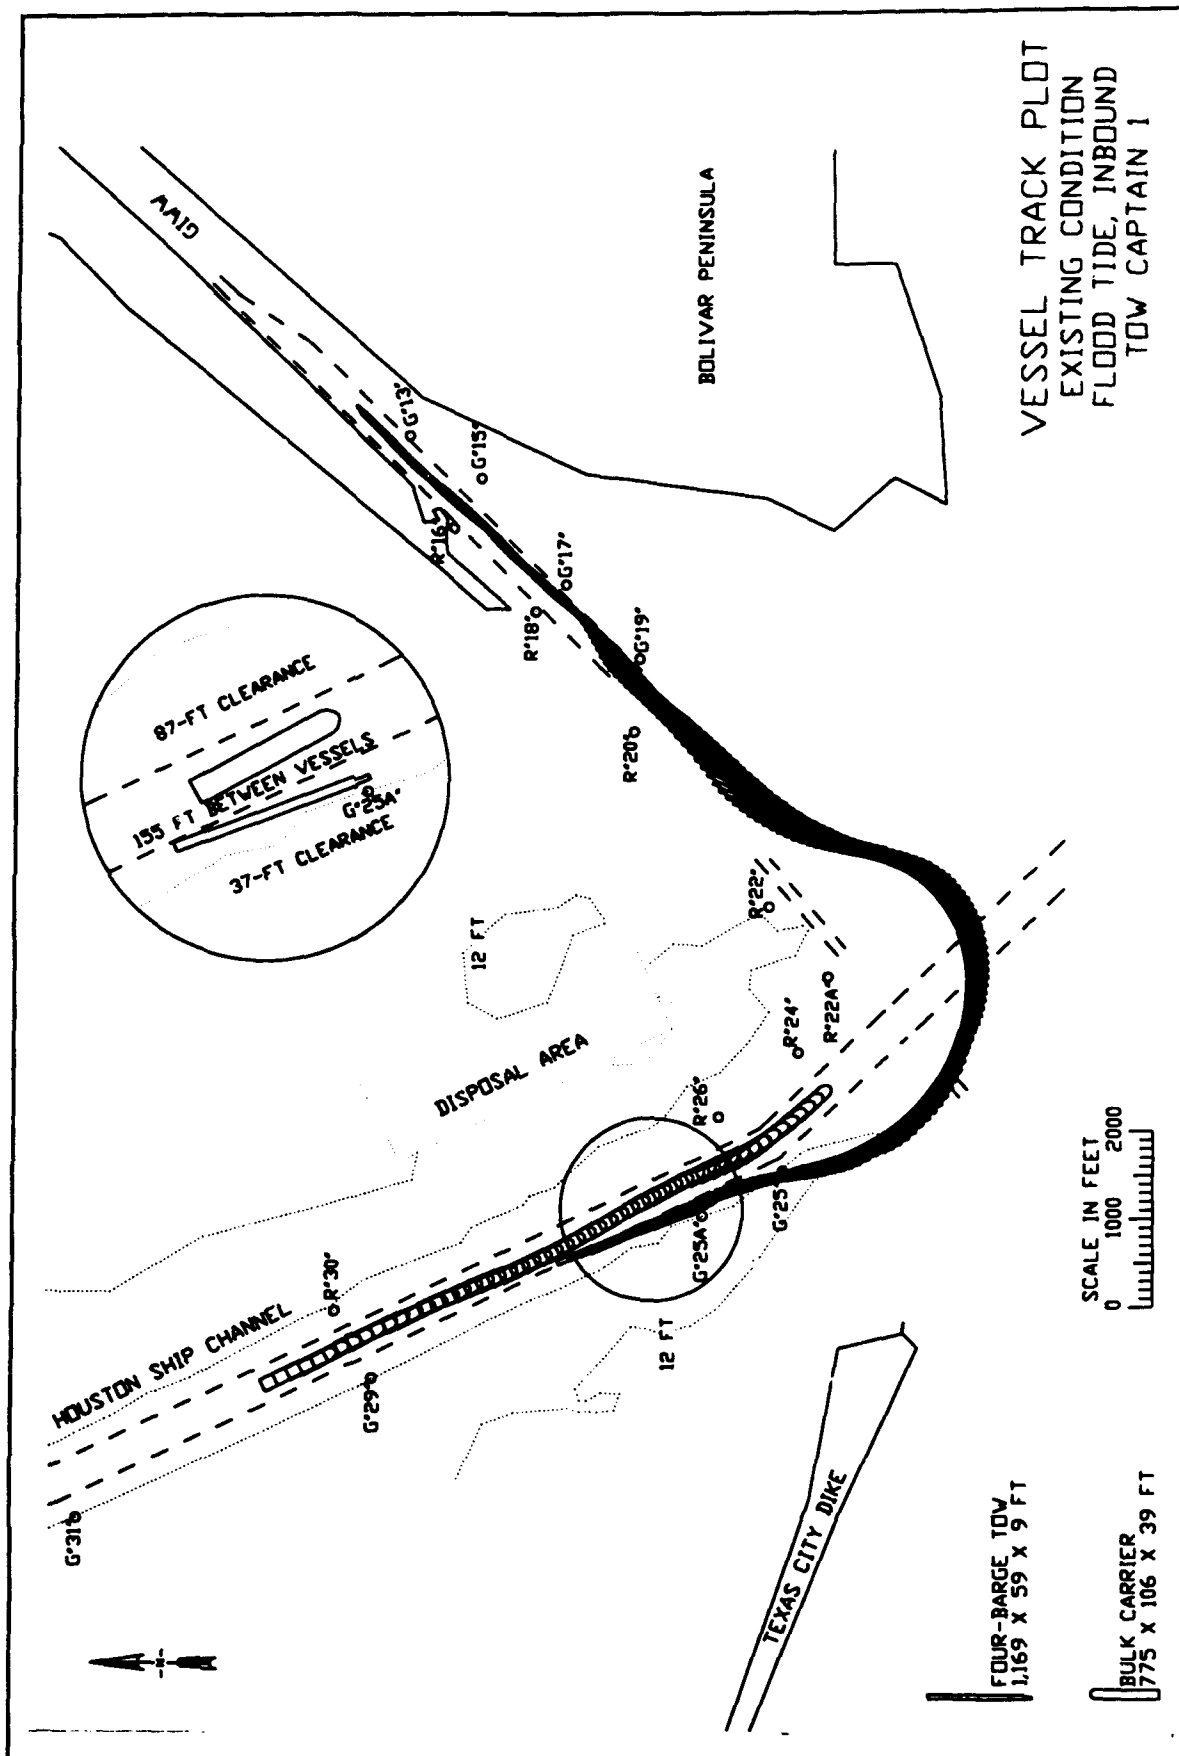 VESSEL TRACK PLOT
EXISTING CONDITION
FLOOD TIDE, INBOUND
TOW CAPTAIN 1
GIWW
BOLIVAR PENINSULA
G"13"
G"15"
R"16"
G"17"
R"18"
G"19"
R"20"
R"22"
R"22A"
R"24"
R"26"
G"25"
G"25A"
R"30"
G"29"
G"31"
87-FT CLEARANCE
155 FT BETWEEN VESSELS
G"25A"
37-FT CLEARANCE
12 FT
DISPOSAL AREA
HOUSTON SHIP CHANNEL
12 FT
TEXAS CITY DIKE
SCALE IN FEET
0 1000 2000
N
FOUR-BARGE TOW
1,169 X 59 X 9 FT
BULK CARRIER
775 X 106 X 39 FT